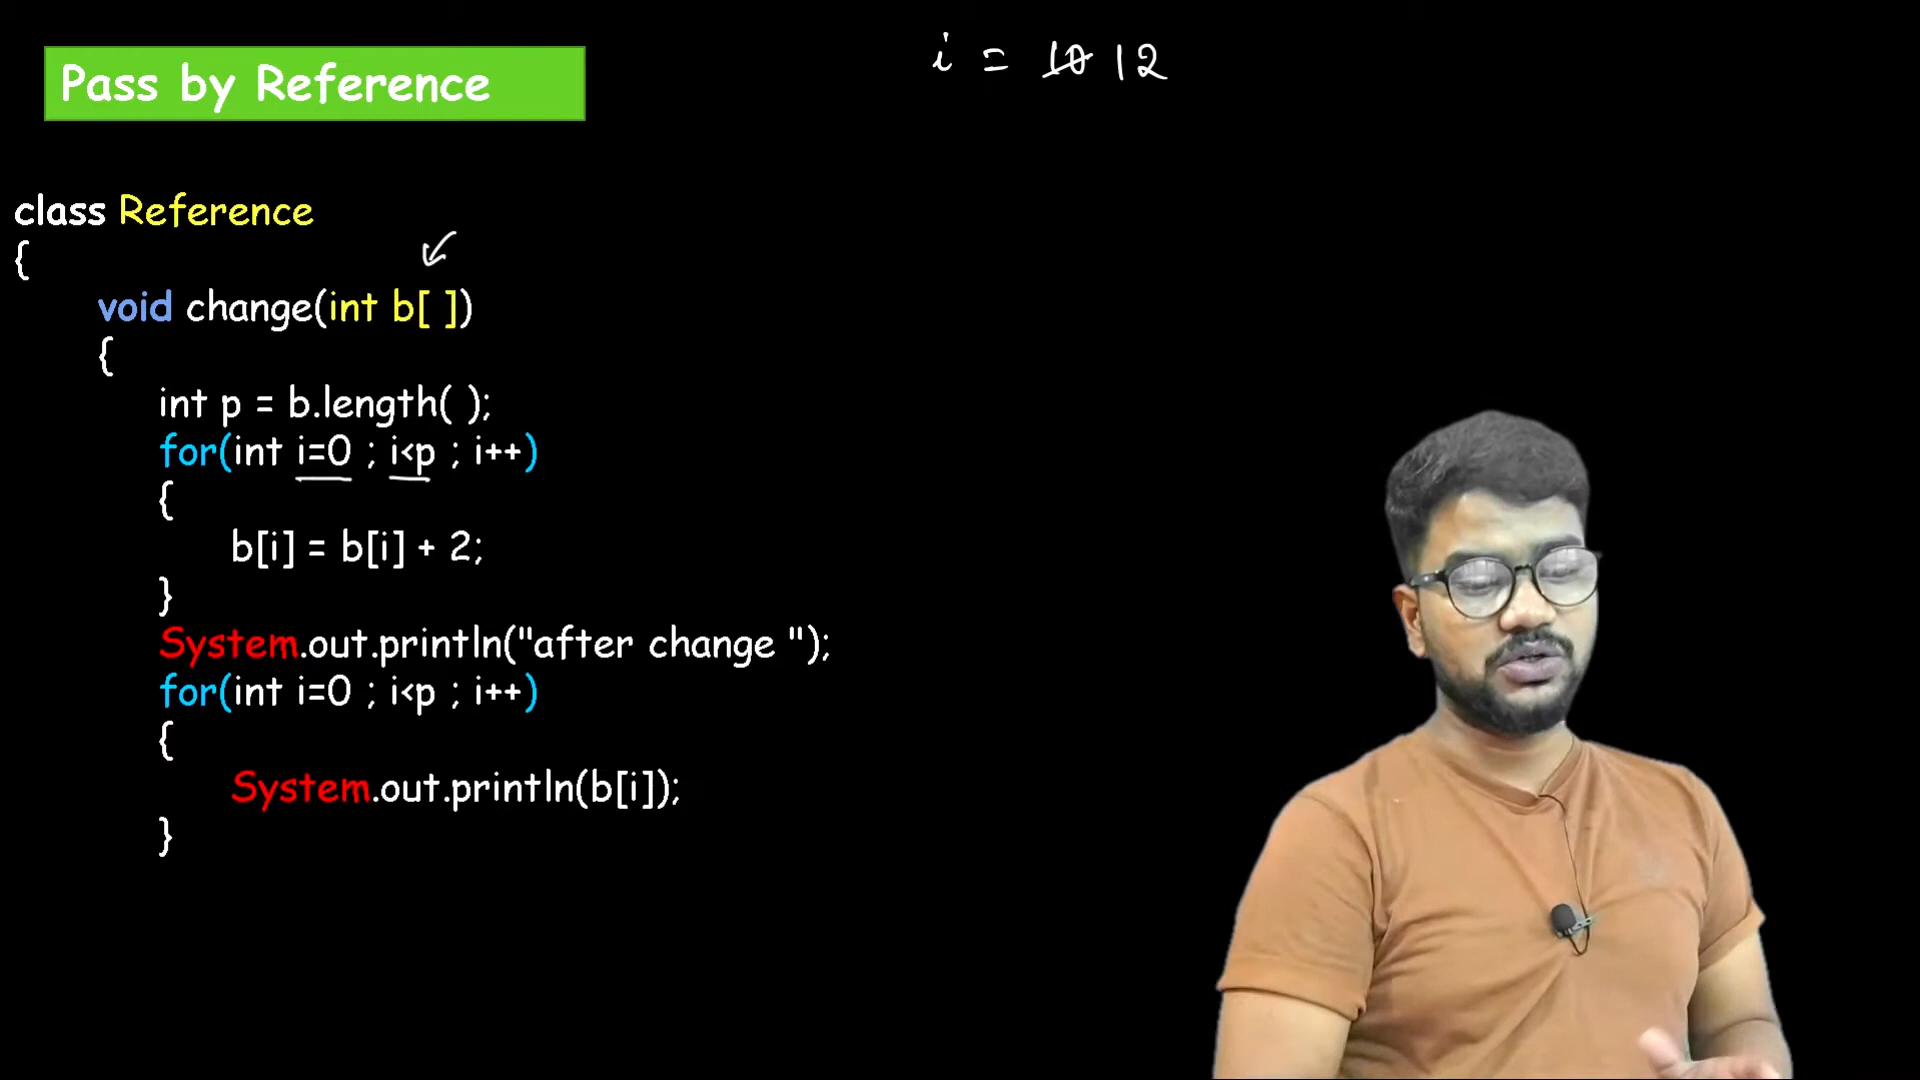 Pass by Reference
i = 10 12
class Reference
{
void change(int b[ ])
{
int p = b.length( );
for(int i=0 ; i<p ; i++)
{
b[i] = b[i] + 2;
}
System.out.println("after change ");
for(int i=0 ; i<p ; i++)
{
System.out.println(b[i]);
}